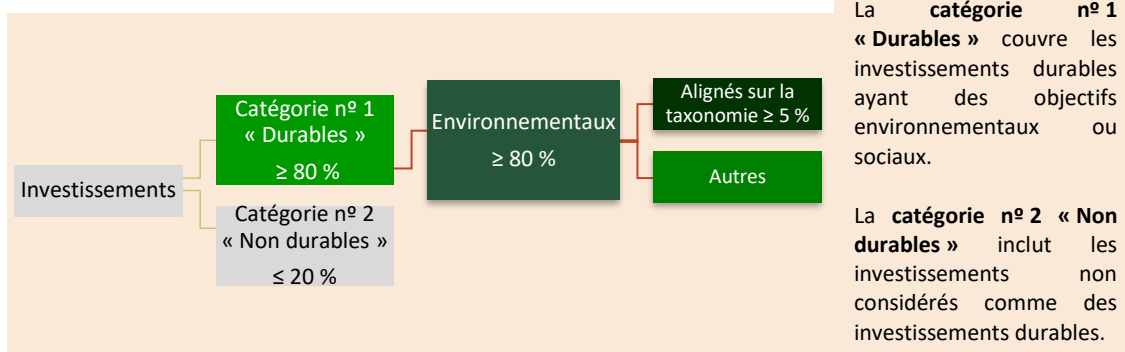 Investissements
Catégorie nº 1
« Durables »
≥ 80 %
Catégorie nº 2
« Non durables »
≤ 20 %
Environnementaux
≥ 80 %
Alignés sur la
taxonomie ≥ 5 %
Autres
La catégorie nº 1
« Durables » couvre les
investissements durables
ayant des objectifs
environnementaux ou
sociaux.
La catégorie nº 2 « Non
durables » inclut les
investissements non
considérés comme des
investissements durables.